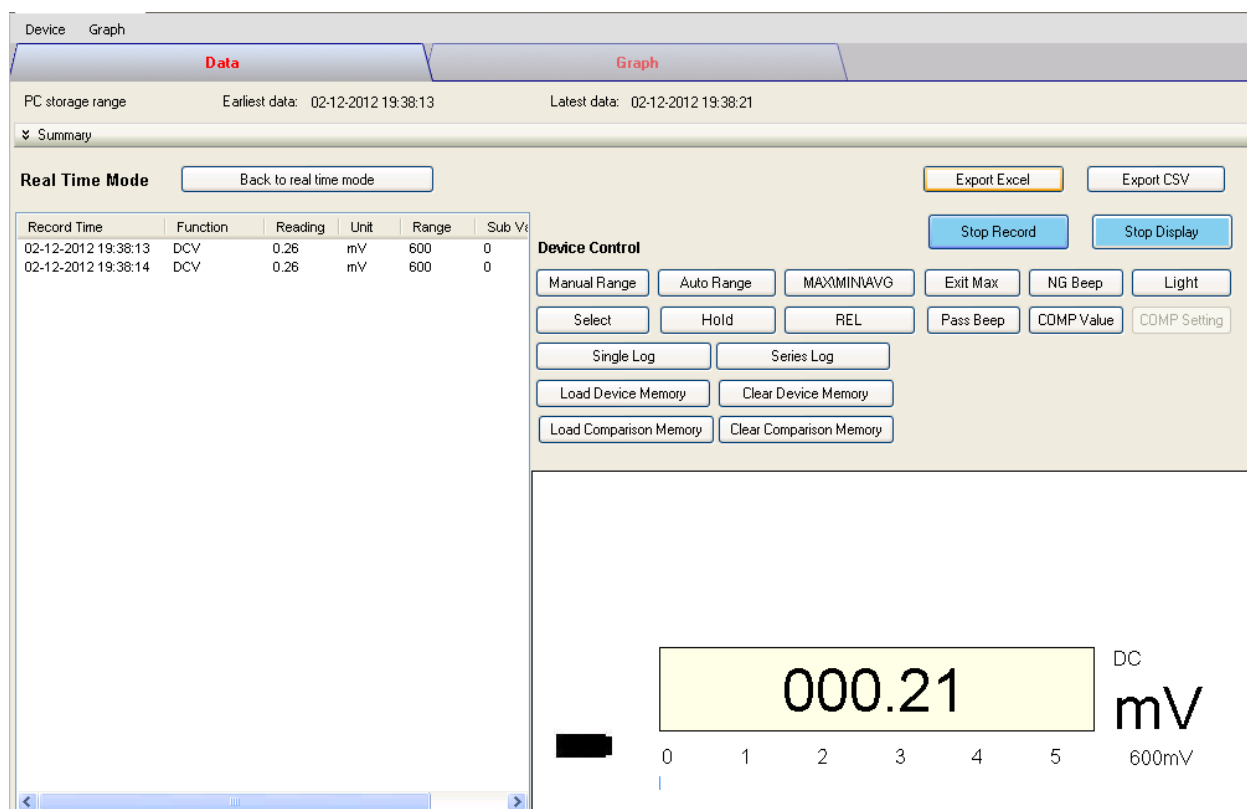 Device Graph
Data Graph
PC storage range Earliest data: 02-12-2012 19:38:13 Latest data: 02-12-2012 19:38:21
Summary
Real Time Mode Back to real time mode Export Excel Export CSV
Stop Record Stop Display
Record Time Function Reading Unit Range Sub Va
02-12-2012 19:38:13 DCV 0.26 mV 600 0
02-12-2012 19:38:14 DCV 0.26 mV 600 0
Device Control
Manual Range Auto Range MAX\MIN\AVG Exit Max NG Beep Light
Select Hold REL Pass Beep COMP Value COMP Setting
Single Log Series Log
Load Device Memory Clear Device Memory
Load Comparison Memory Clear Comparison Memory
DC
000.21 mV
0 1 2 3 4 5 600mV